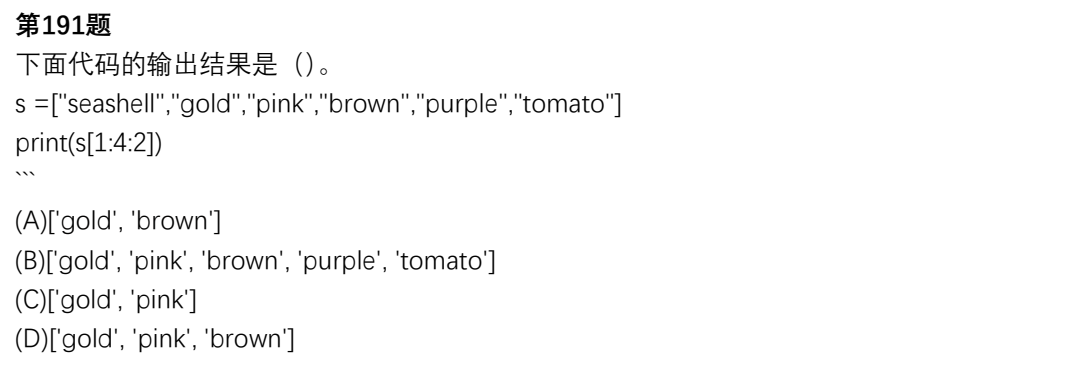 第191题
下面代码的输出结果是（）。
s =["seashell","gold","pink","brown","purple","tomato"]
print(s[1:4:2])
```
(A)['gold', 'brown']
(B)['gold', 'pink', 'brown', 'purple', 'tomato']
(C)['gold', 'pink']
(D)['gold', 'pink', 'brown']